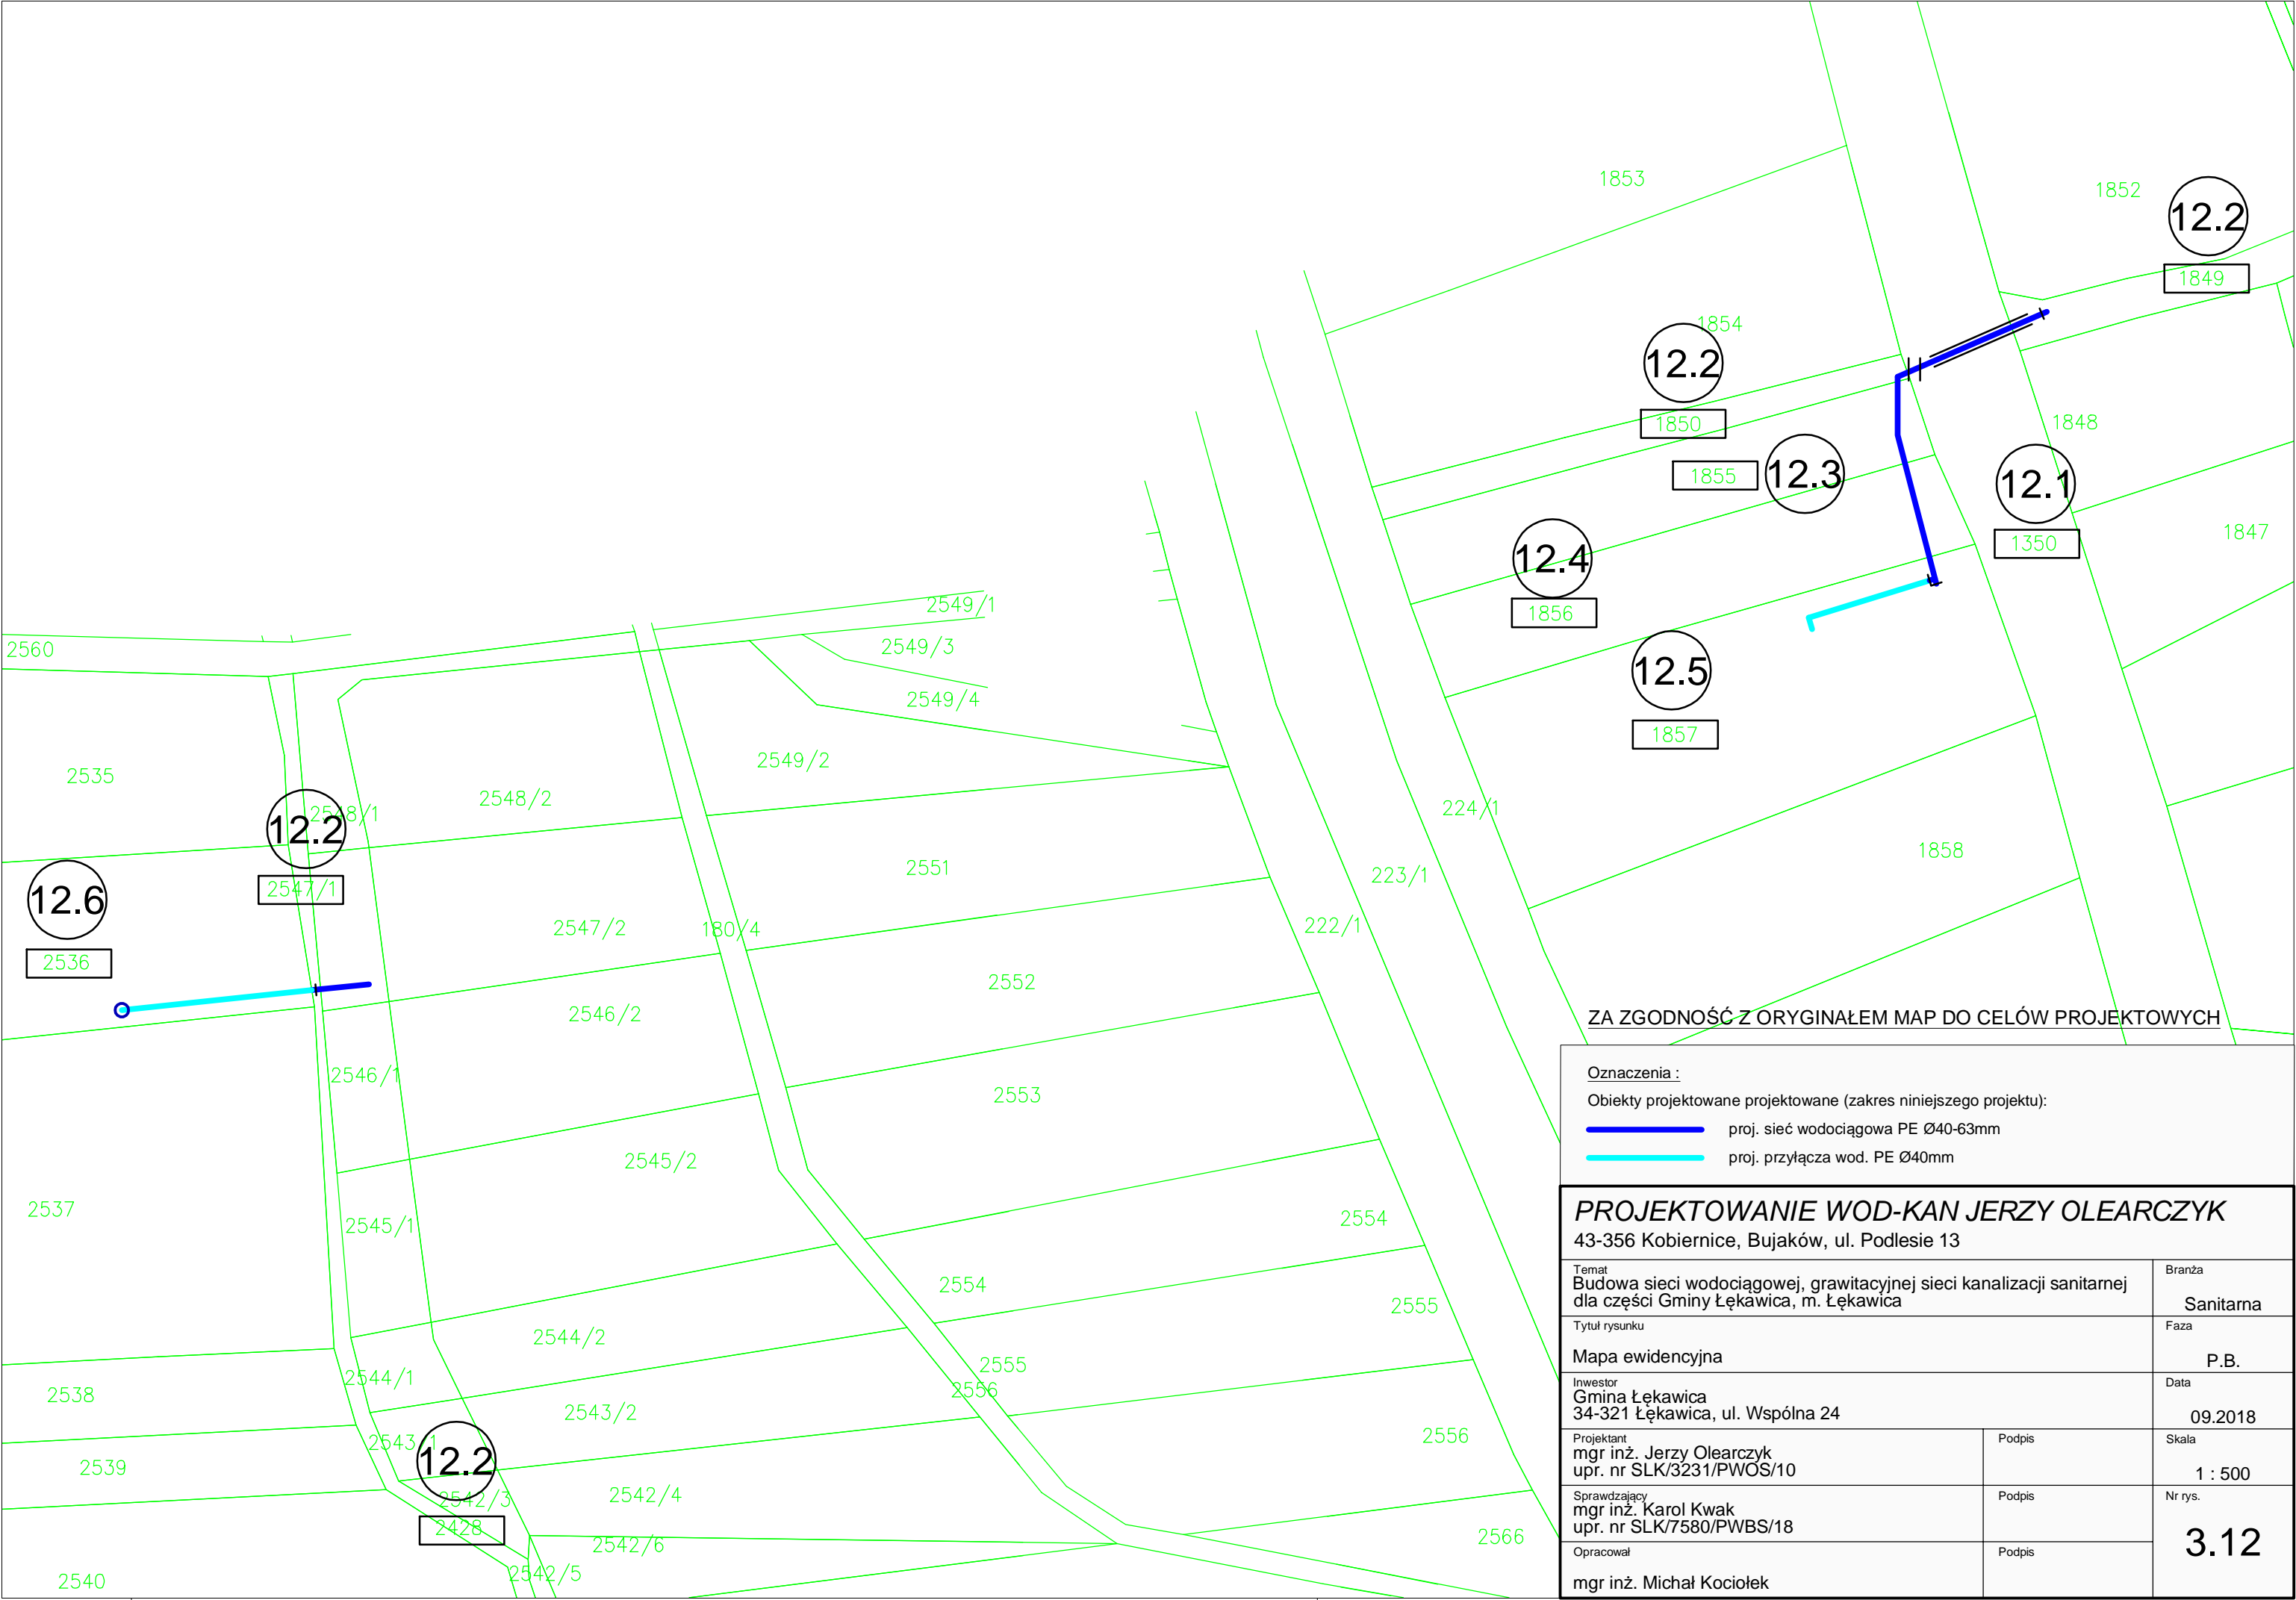 1853
1852
12.2
1849
1854
12.2
1850
1848
1855
12.3
12.1
1350
1847
12.4
1856
12.5
1857
2549/1
2549/3
2549/4
2560
2549/2
2535
2548/2
2548/1
12.2
2547/1
224/1
1858
2551
223/1
12.6
2536
2547/2
180/4
222/1
2552
2546/2
2546/1
2553
2545/2
2537
2545/1
2554
2554
2555
2544/2
2555
2556
2544/1
2538
2543/2
2543/1
2556
12.2
2539
2542/3
2542/4
2428
2542/6
2566
2542/5
2540
ZA ZGODNOŚĆ Z ORYGINAŁEM MAP DO CELÓW PROJEKTOWYCH
Oznaczenia :
Obiekty projektowane projektowane (zakres niniejszego projektu):
proj. sieć wodociągowa PE Ø40-63mm
proj. przyłącza wod. PE Ø40mm
PROJEKTOWANIE WOD-KAN JERZY OLEARCZYK
43-356 Kobiernice, Bujaków, ul. Podlesie 13
Temat
Budowa sieci wodociągowej, grawitacyjnej sieci kanalizacji sanitarnej
dla części Gminy Łękawica, m. Łękawica
Branża
Sanitarna
Tytuł rysunku
Mapa ewidencyjna
Faza
P.B.
Inwestor
Gmina Łękawica
34-321 Łękawica, ul. Wspólna 24
Data
09.2018
Projektant
mgr inż. Jerzy Olearczyk
upr. nr SLK/3231/PWOS/10
Podpis
Skala
1 : 500
Sprawdzający
mgr inż. Karol Kwak
upr. nr SLK/7580/PWBS/18
Podpis
Nr rys.
3.12
Opracował
mgr inż. Michał Kociołek
Podpis